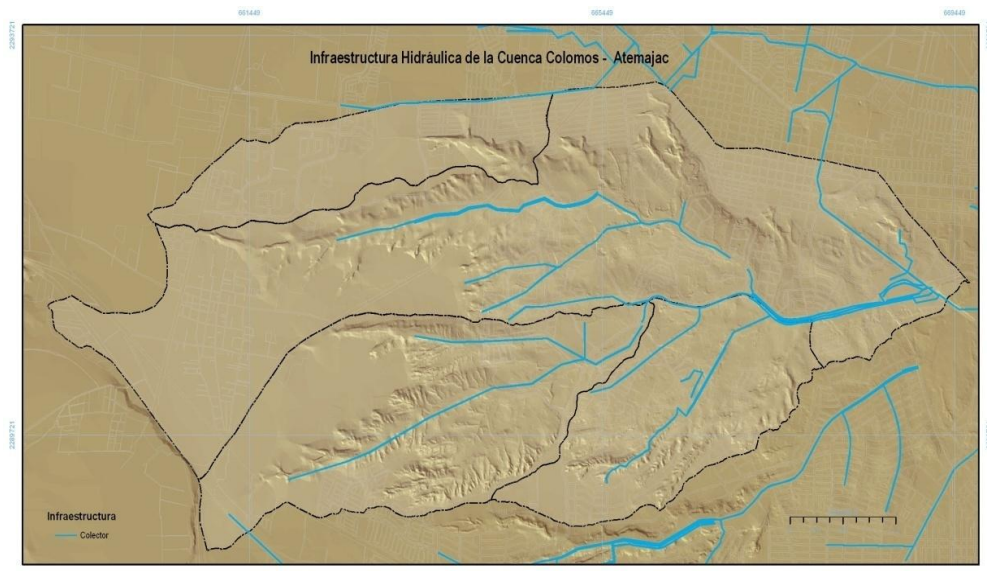 661449
665449
669449
2293721
Infraestructura Hidráulica de la Cuenca Colomos - Atemajac
2289721
Infraestructura
Colector